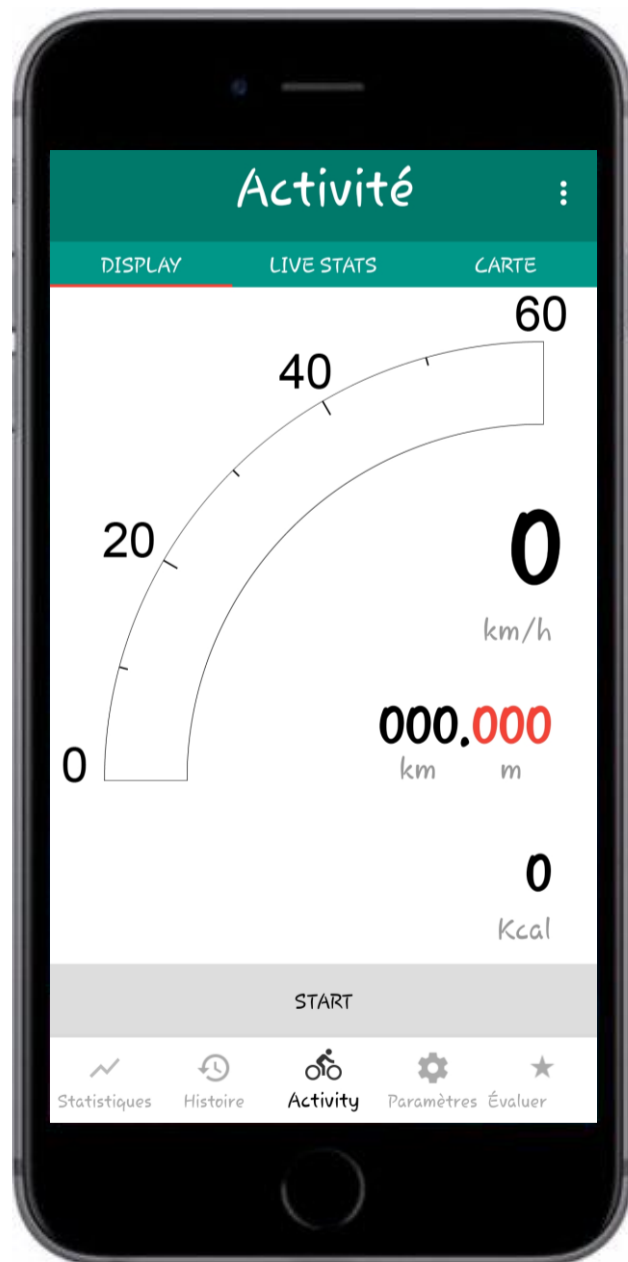 Activité
DISPLAY LIVE STATS CARTE
60
40
20
0
0
km/h
000.000
km m
0
Kcal
START
Statistiques Histoire Activity Paramètres Évaluer